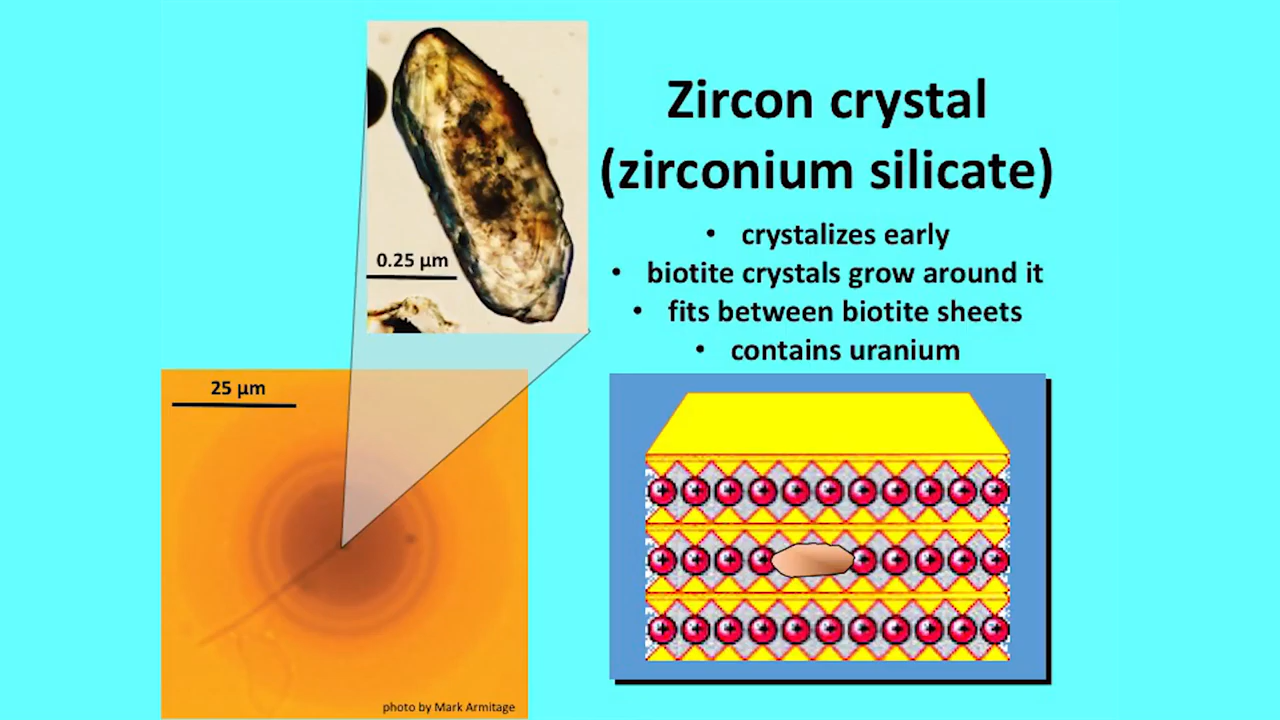 Zircon crystal
(zirconium silicate)
• crystalizes early
• biotite crystals grow around it
• fits between biotite sheets
• contains uranium
0.25 µm
25 µm
photo by Mark Armitage